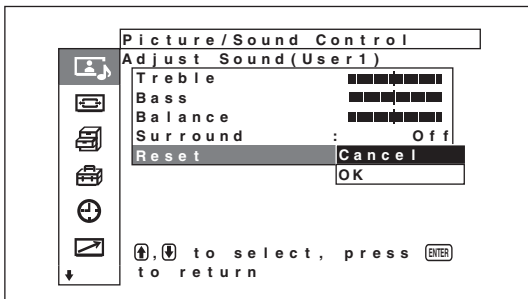 Picture/Sound Control
Adjust Sound(User1)
Treble
Bass
Balance
Surround : Off
Reset Cancel
OK
, to select, press ENTER
to return